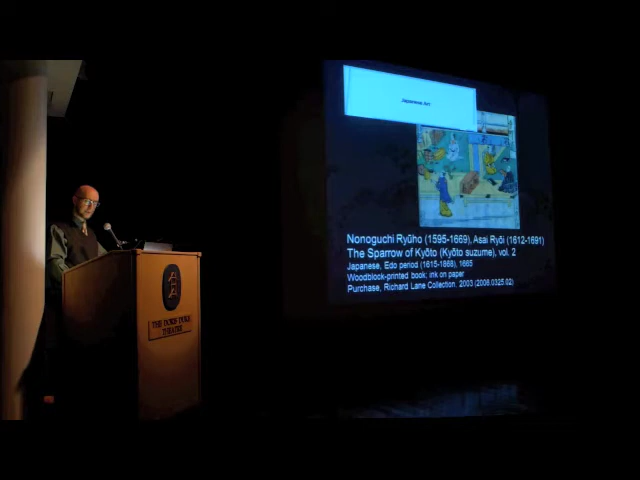 Japanese Art
Nonoguchi Ryūho (1595-1669), Asai Ryōi (1612-1691)
The Sparrow of Kyōto (Kyōto suzume), vol. 2
Japanese, Edo period (1615-1868), 1665
Woodblock-printed book; ink on paper
Purchase, Richard Lane Collection, 2003 (2008.0325.02)
THE DORIS DUKE
THEATRE